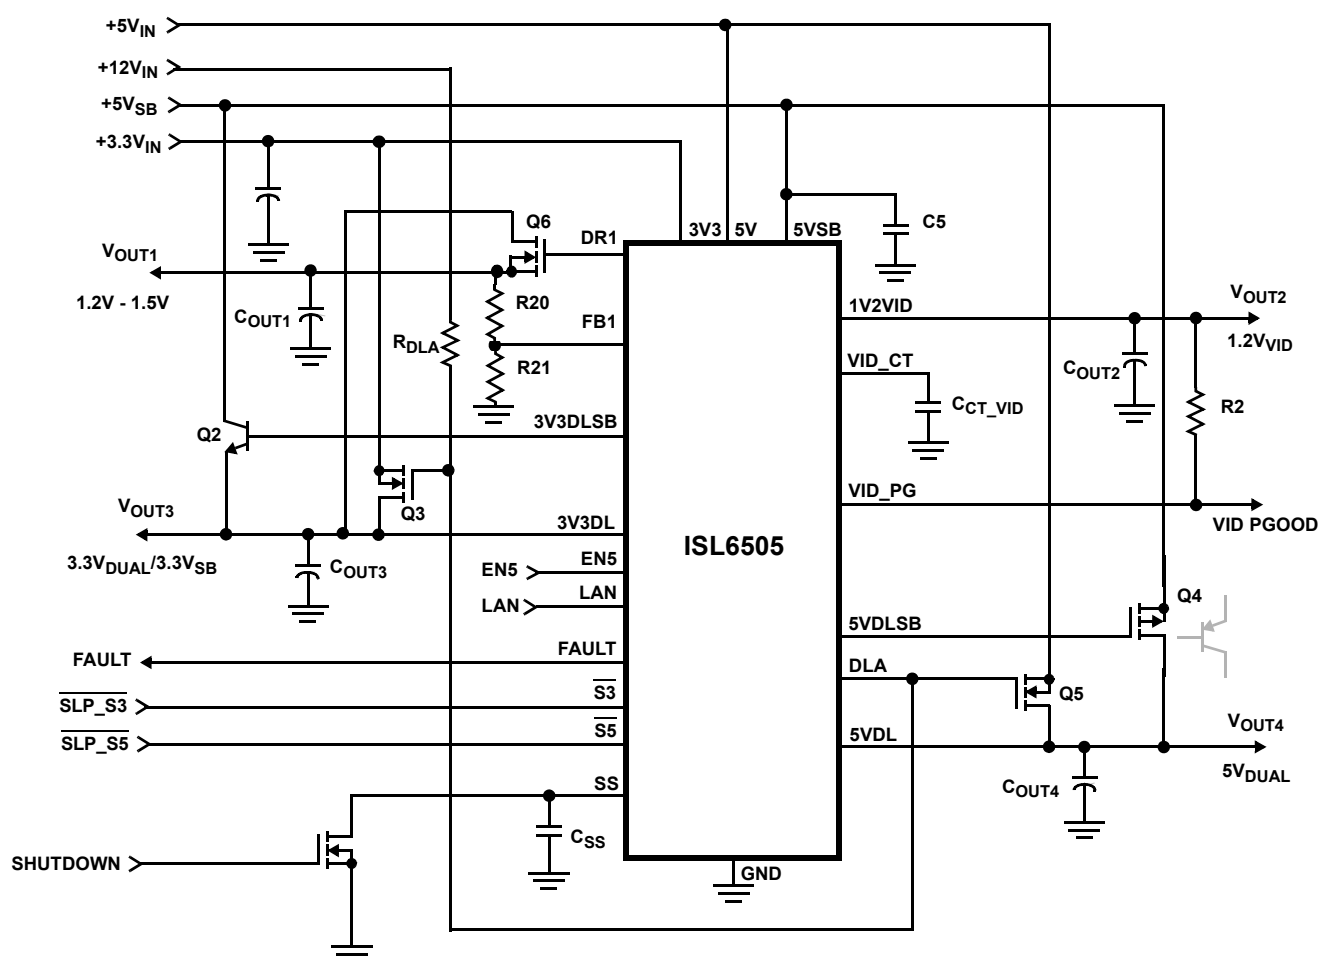 +5VIN
+12VIN
+5VSB
+3.3VIN
Q6
DR1
3V3
5V
5VSB
C5
VOUT1
1.2V - 1.5V
COUT1
R20
FB1
RDLA
R21
1V2VID
VOUT2
1.2VVID
VID_CT
COUT2
CCT_VID
R2
Q2
3V3DLSB
VID_PG
VID PGOOD
Q3
VOUT3
3.3VDUAL/3.3VSB
COUT3
3V3DL
ISL6505
EN5
EN5
LAN
LAN
Q4
5VDLSB
FAULT
FAULT
DLA
Q5
SLP_S3
S3
SLP_S5
S5
5VDL
VOUT4
5VDUAL
COUT4
SS
CSS
SHUTDOWN
GND